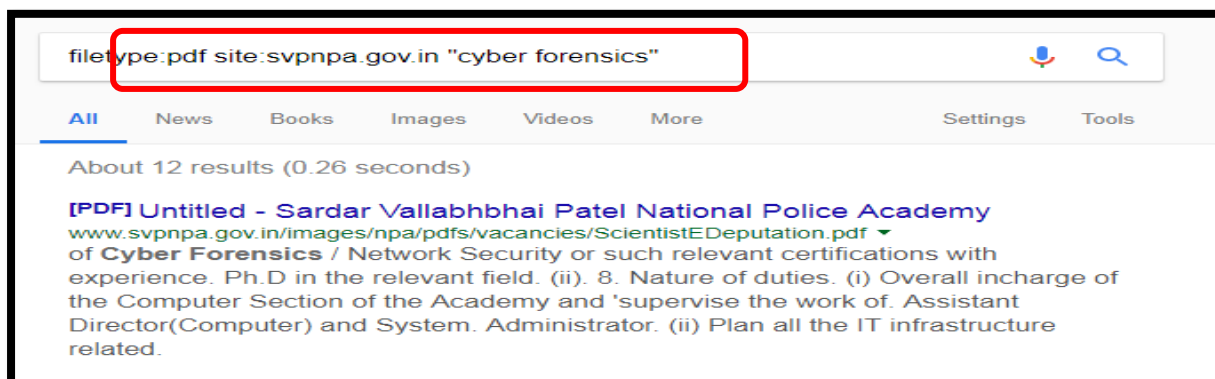 filetype:pdf site:svpnpa.gov.in "cyber forensics"
All News Books Images Videos More Settings Tools
About 12 results (0.26 seconds)
[PDF] Untitled - Sardar Vallabhbhai Patel National Police Academy
www.svpnpa.gov.in/images/npa/pdfs/vacancies/ScientistEDeputation.pdf
of Cyber Forensics / Network Security or such relevant certifications with
experience. Ph.D in the relevant field. (ii). 8. Nature of duties. (i) Overall incharge of
the Computer Section of the Academy and 'supervise the work of. Assistant
Director(Computer) and System. Administrator. (ii) Plan all the IT infrastructure
related.